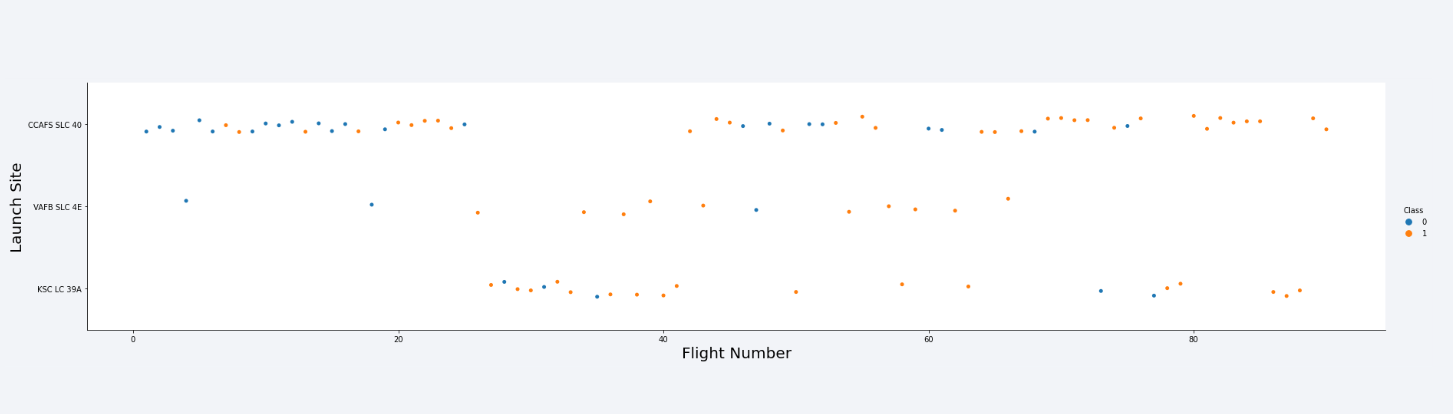 Launch Site
CCAFS SLC 40
VAFB SLC 4E
KSC LC 39A
0
20
40
60
80
Flight Number
Class
0
1